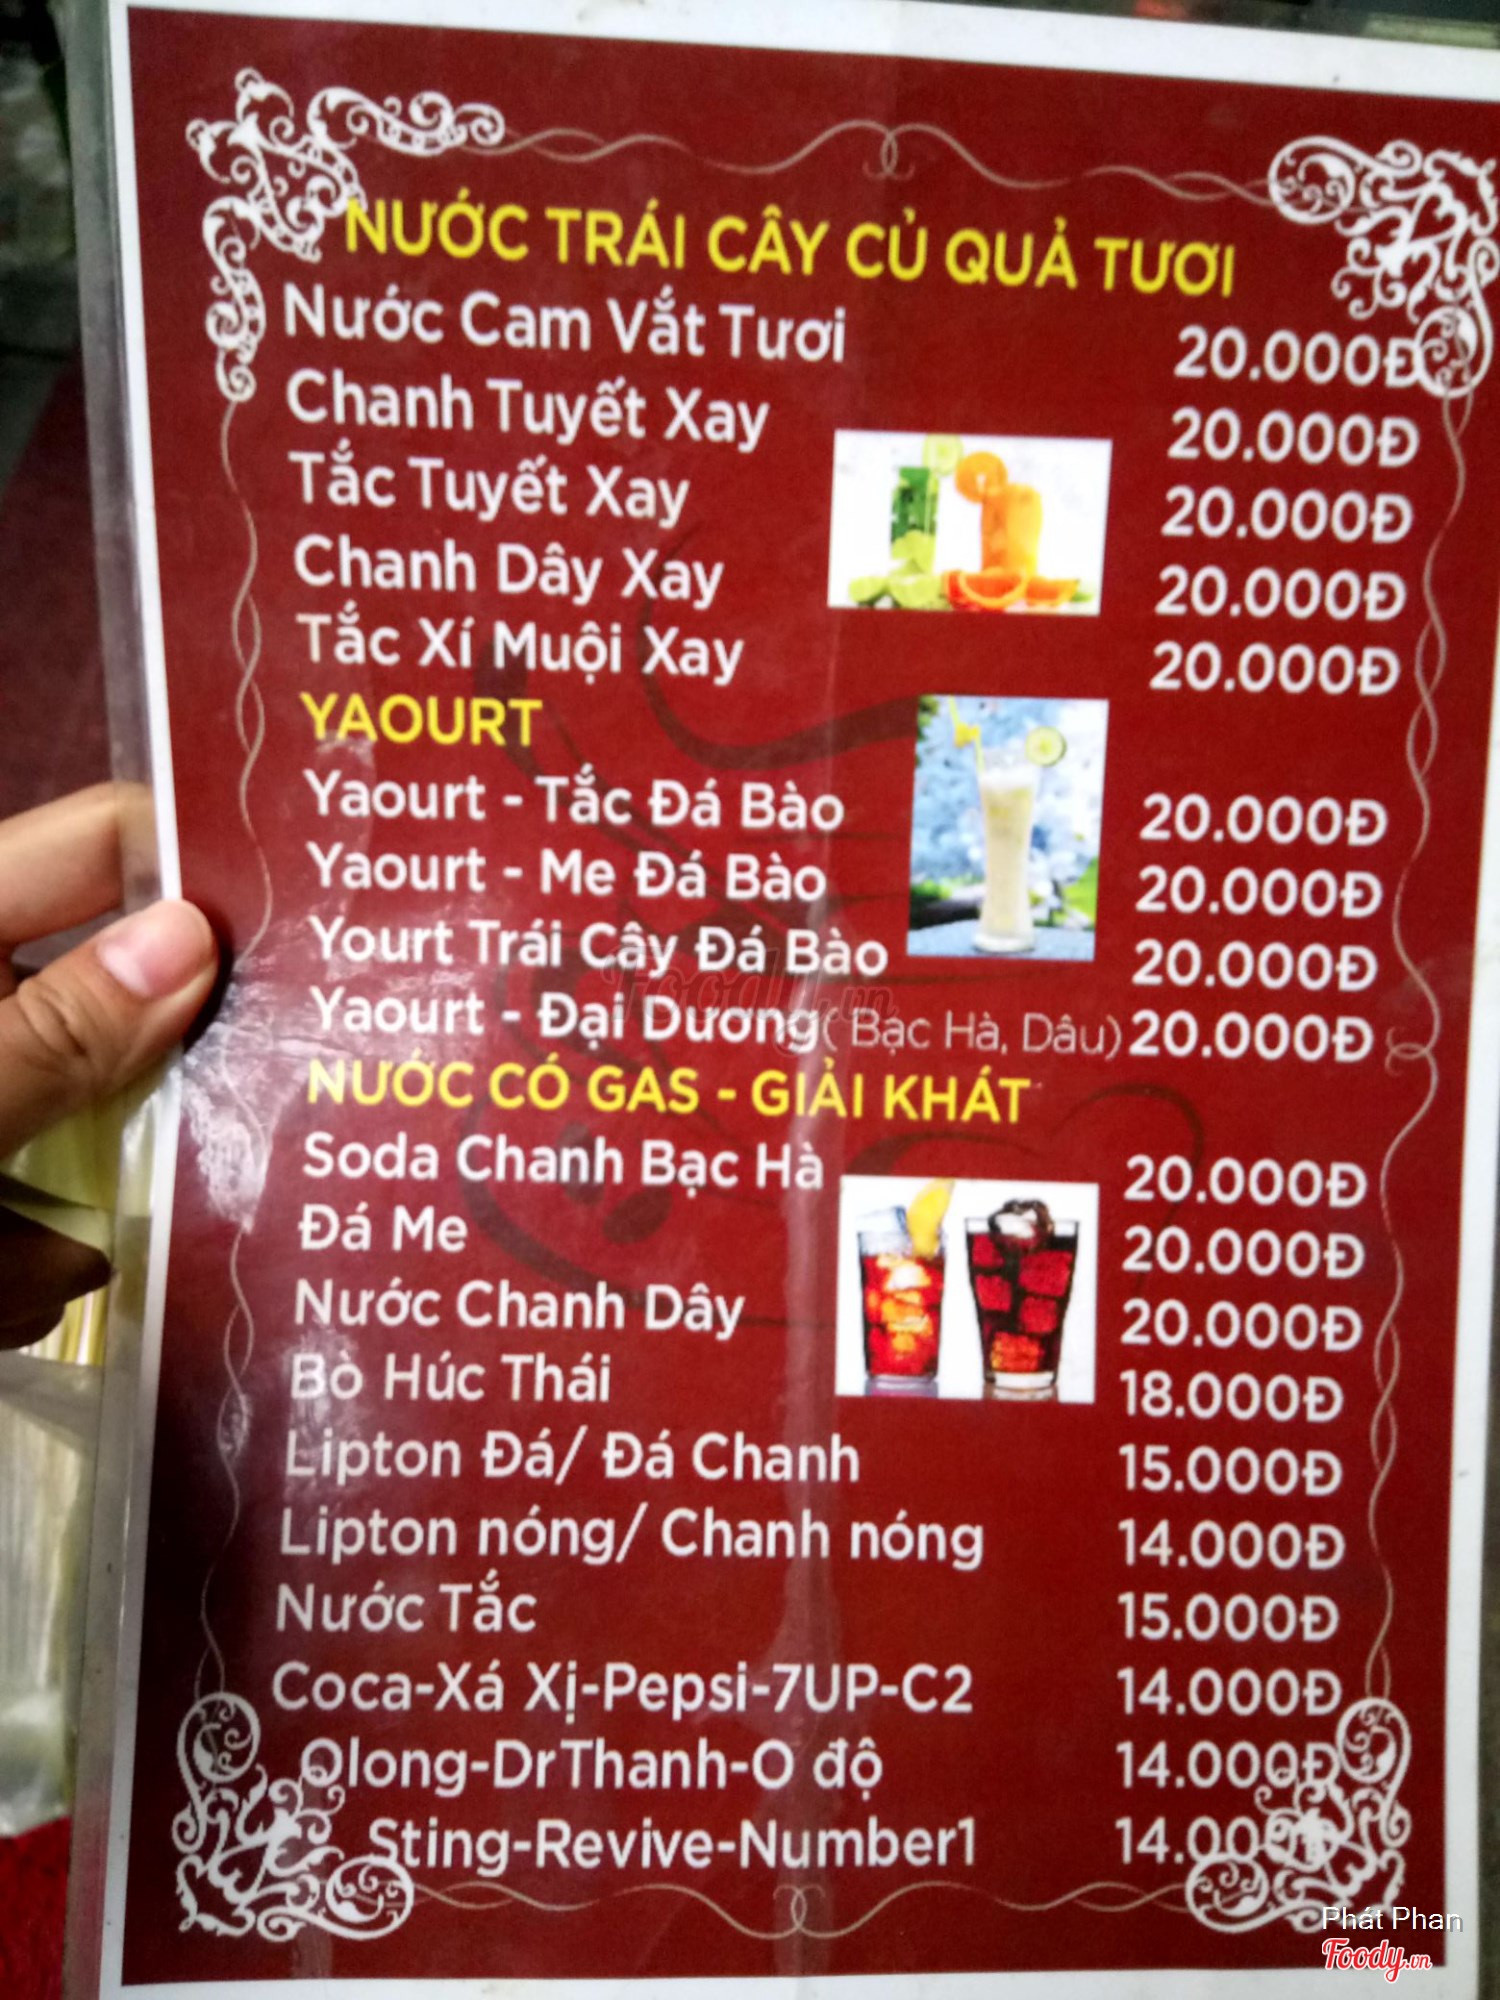 NƯỚC TRÁI CÂY CỦ QUẢ TƯƠI
Nước Cam Vắt Tươi 20.000Đ
Chanh Tuyết Xay 20.000Đ
Tắc Tuyết Xay 20.000Đ
Chanh Dây Xay 20.000Đ
Tắc Xí Muội Xay 20.000Đ
YAOURT
Yaourt - Tắc Đá Bào 20.000Đ
Yaourt - Me Đá Bào 20.000Đ
Yourt Trái Cây Đá Bào 20.000Đ
Yaourt - Đại Dương( Bạc Hà, Dâu) 20.000Đ
Foody.vn
NƯỚC CÓ GAS - GIẢI KHÁT
Soda Chanh Bạc Hà 20.000Đ
Đá Me 20.000Đ
Nước Chanh Dây 20.000Đ
Bò Húc Thái 18.000Đ
Lipton Đá/ Đá Chanh 15.000Đ
Lipton nóng/ Chanh nóng 14.000Đ
Nước Tắc 15.000Đ
Coca-Xá Xị-Pepsi-7UP-C2 14.000Đ
Olong-DrThanh-O độ 14.000Đ
Sting-Revive-Number1 14.000Đ
Phát Phan
Foody.vn